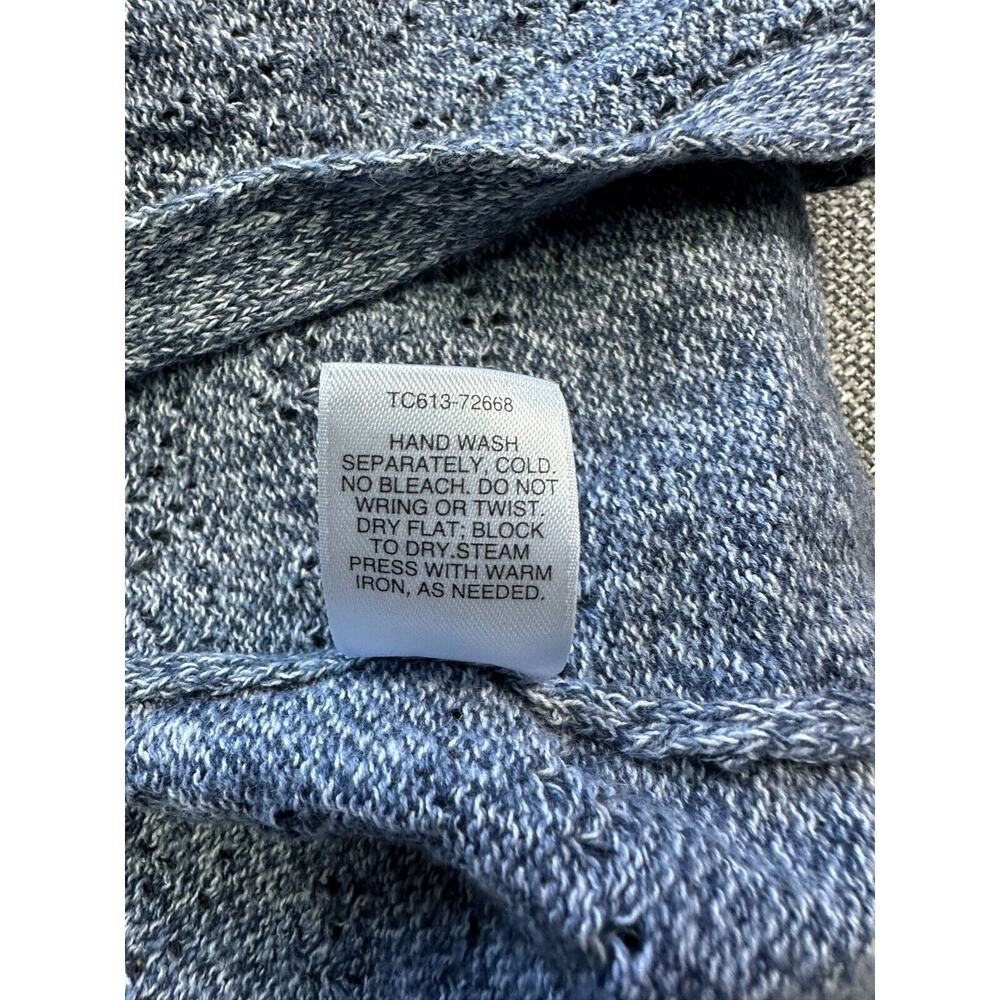 TC613-72668
HAND WASH
SEPARATELY, COLD.
NO BLEACH. DO NOT
WRING OR TWIST.
DRY FLAT; BLOCK
TO DRY.STEAM
PRESS WITH WARM
IRON, AS NEEDED.